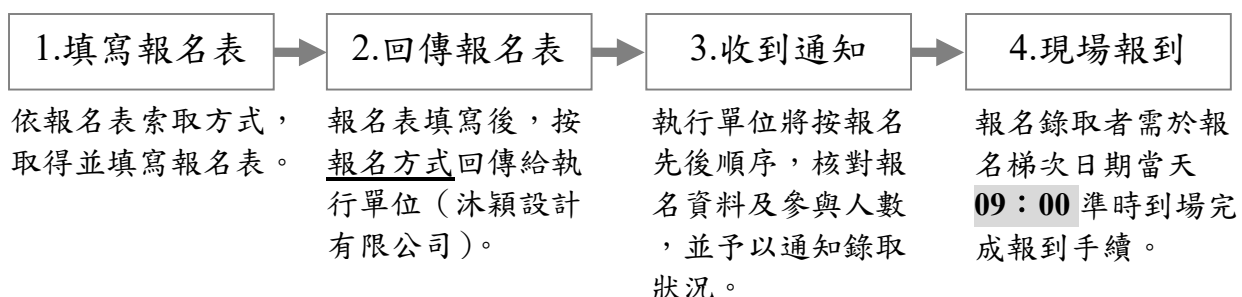 1.填寫報名表
依報名表索取方式，
取得並填寫報名表。
2.回傳報名表
報名表填寫後，按
報名方式回傳給執
行單位（沐穎設計
有限公司）。
3.收到通知
執行單位將按報名
先後順序，核對報
名資料及參與人數
，並予以通知錄取
狀況。
4.現場報到
報名錄取者需於報
名梯次日期當天
09：00 準時到場完
成報到手續。